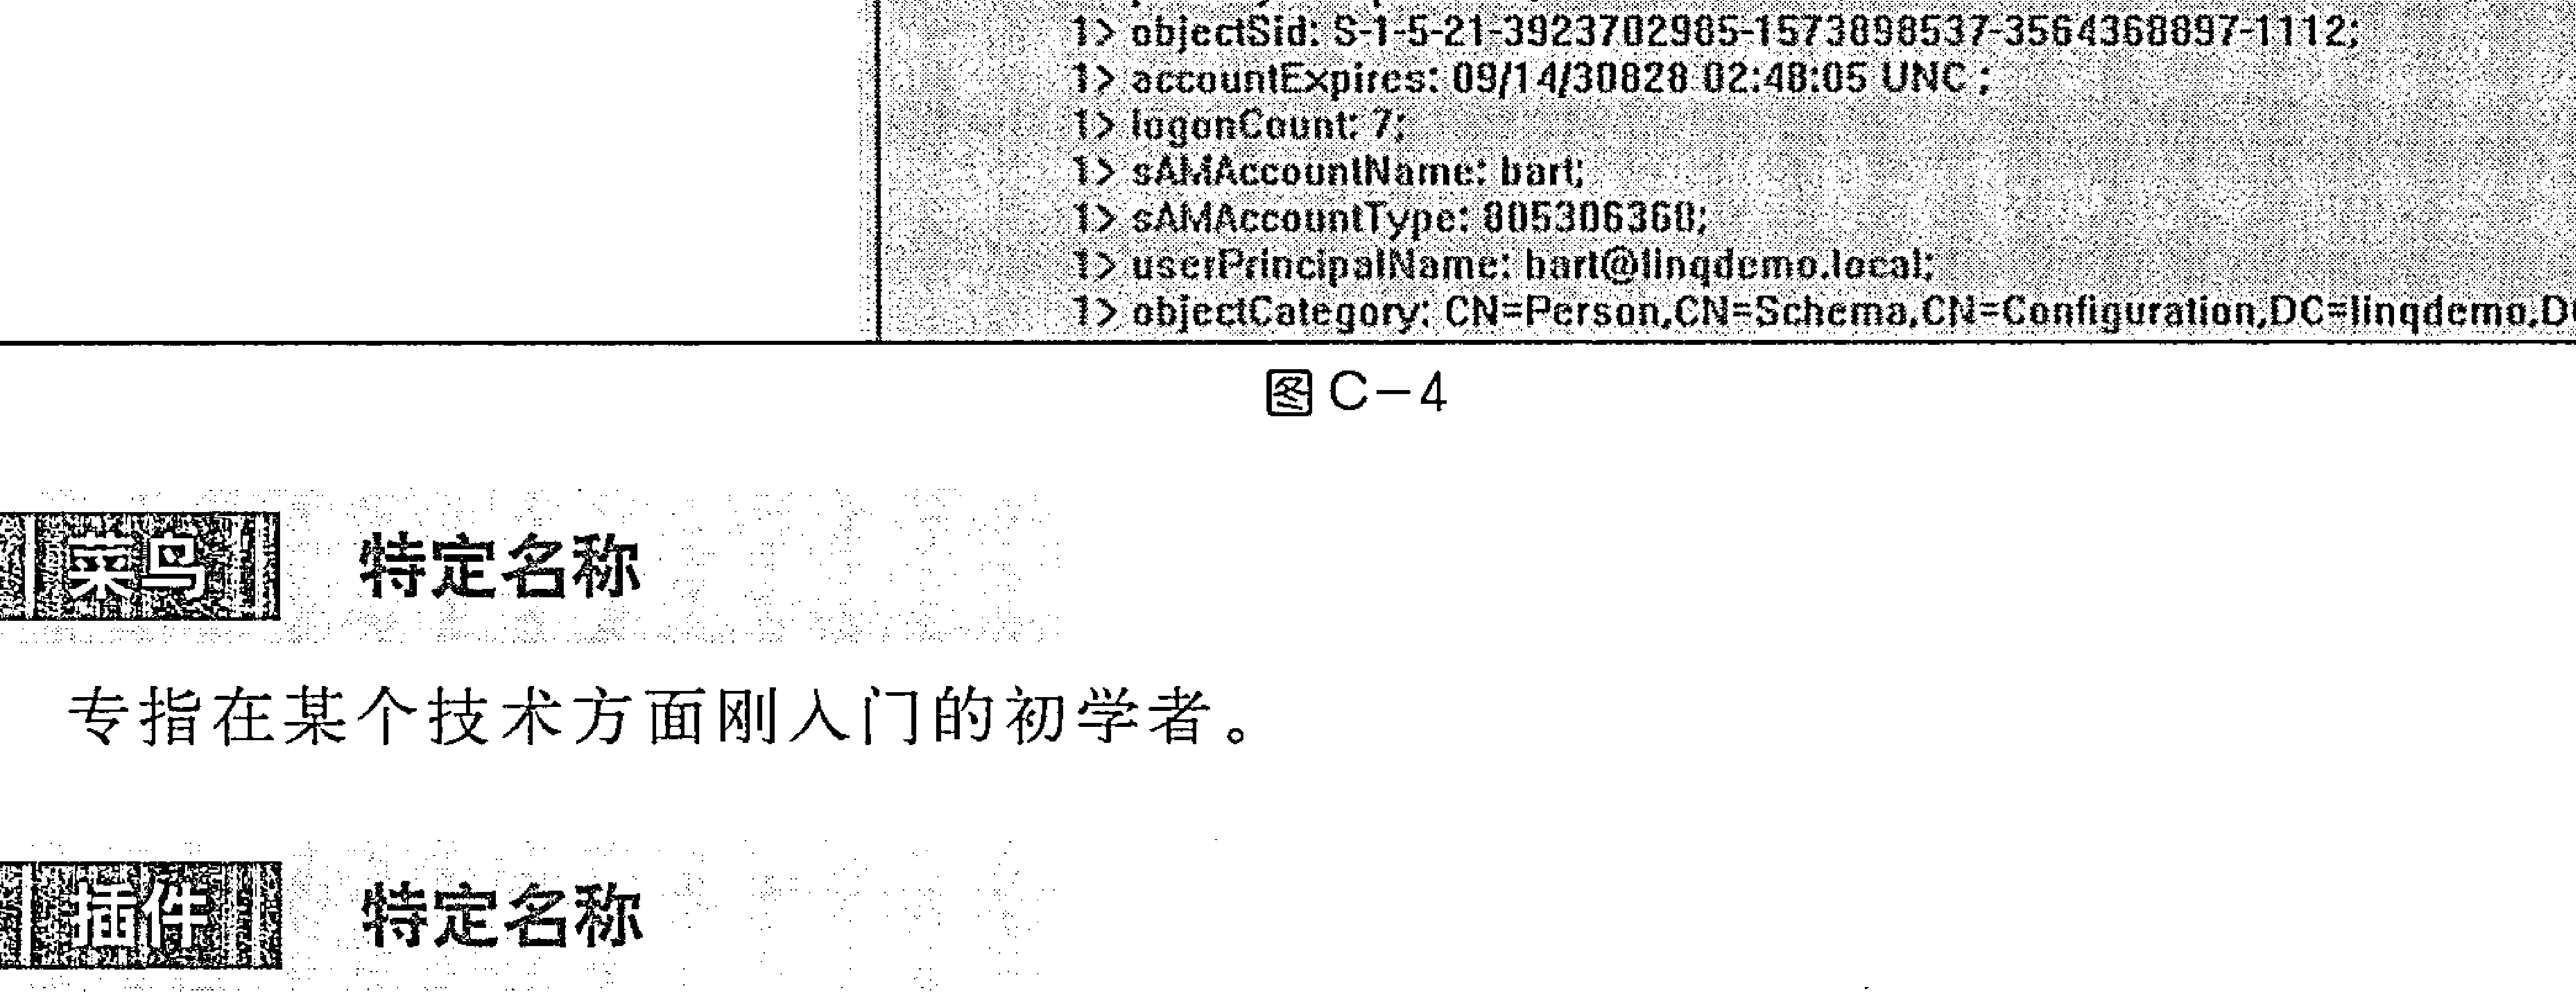 1> objectSid: S-1-5-21-3923702985-1573898537-3564368897-1112;
1> accountExpires: 09/14/30828 02:48:05 UNC ;
1> logonCount: 7;
1> sAMAccountName: bart;
1> sAMAccountType: 805306368;
1> userPrincipalName: bart@linqdemo.local;
1> objectCategory: CN=Person,CN=Schema,CN=Configuration,DC=linqdemo,D
图C-4
菜鸟 特定名称
专指在某个技术方面刚入门的初学者。
插件 特定名称